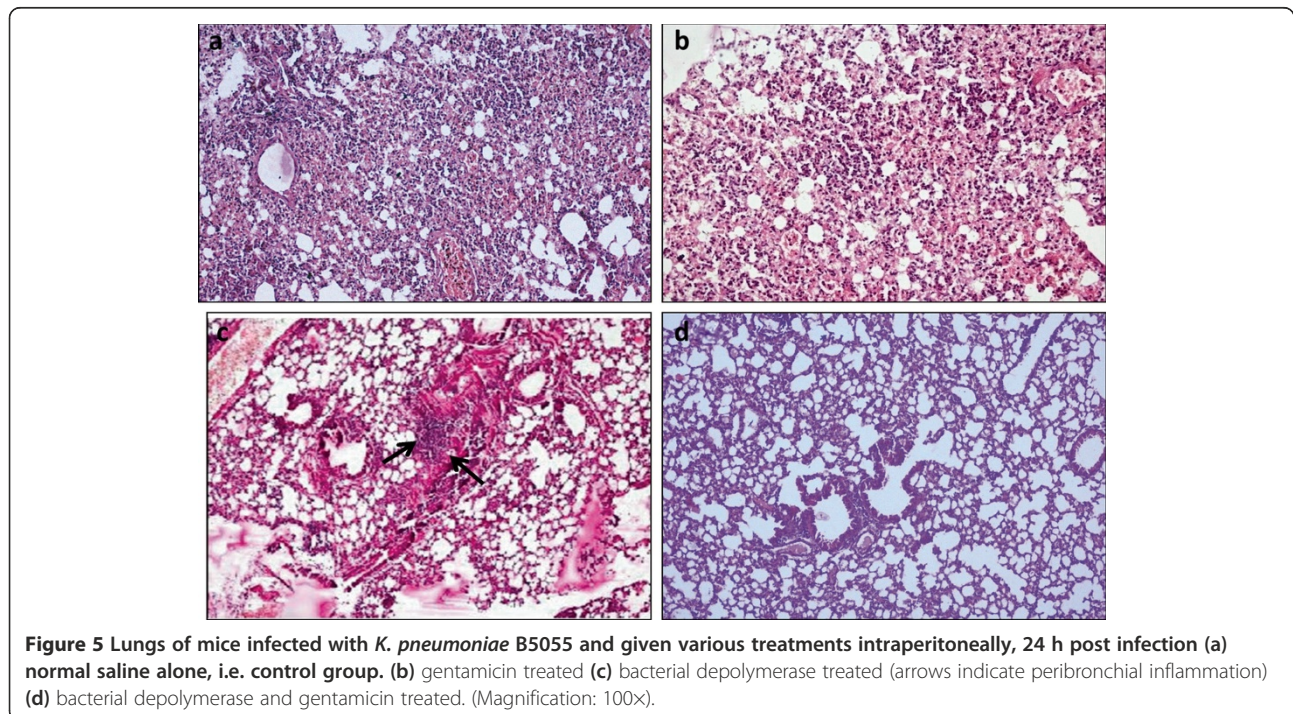 a
b
c
d
Figure 5 Lungs of mice infected with K. pneumoniae B5055 and given various treatments intraperitoneally, 24 h post infection (a)
normal saline alone, i.e. control group. (b) gentamicin treated (c) bacterial depolymerase treated (arrows indicate peribronchial inflammation)
(d) bacterial depolymerase and gentamicin treated. (Magnification: 100×).